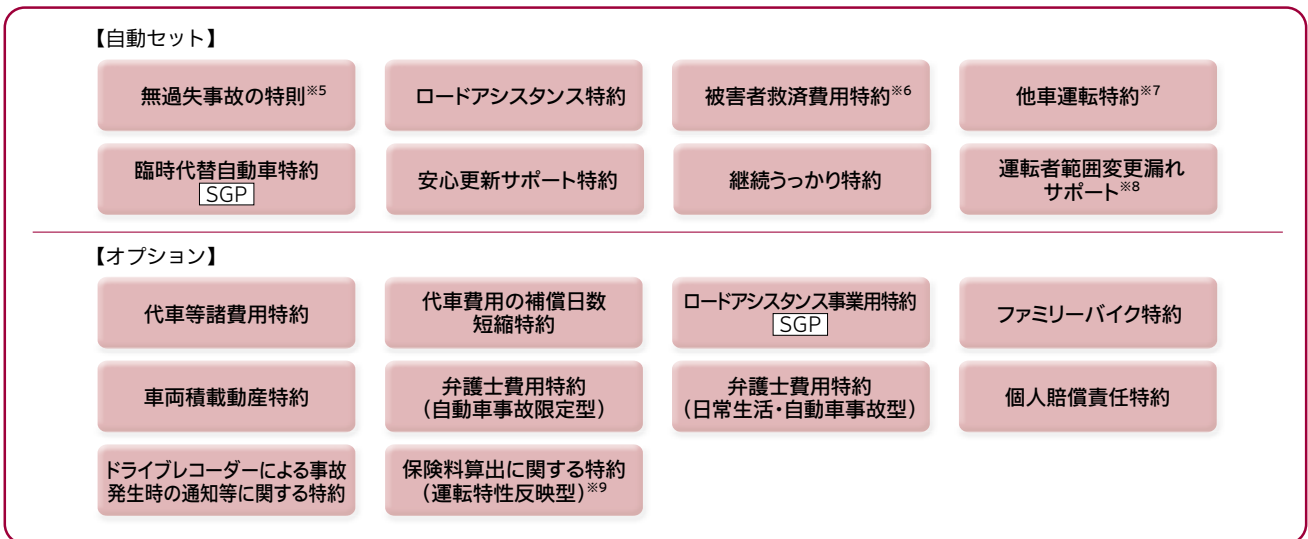 【自動セット】
無過失事故の特則※5
ロードアシスタンス特約
被害者救済費用特約※6
他車運転特約※7
臨時代替自動車特約
SGP
安心更新サポート特約
継続うっかり特約
運転者範囲変更漏れ
サポート※8
【オプション】
代車等諸費用特約
代車費用の補償日数
短縮特約
ロードアシスタンス事業用特約
SGP
ファミリーバイク特約
車両積載動産特約
弁護士費用特約
（自動車事故限定型）
弁護士費用特約
（日常生活・自動車事故型）
個人賠償責任特約
ドライブレコーダーによる事故
発生時の通知等に関する特約
保険料算出に関する特約
（運転特性反映型）※9